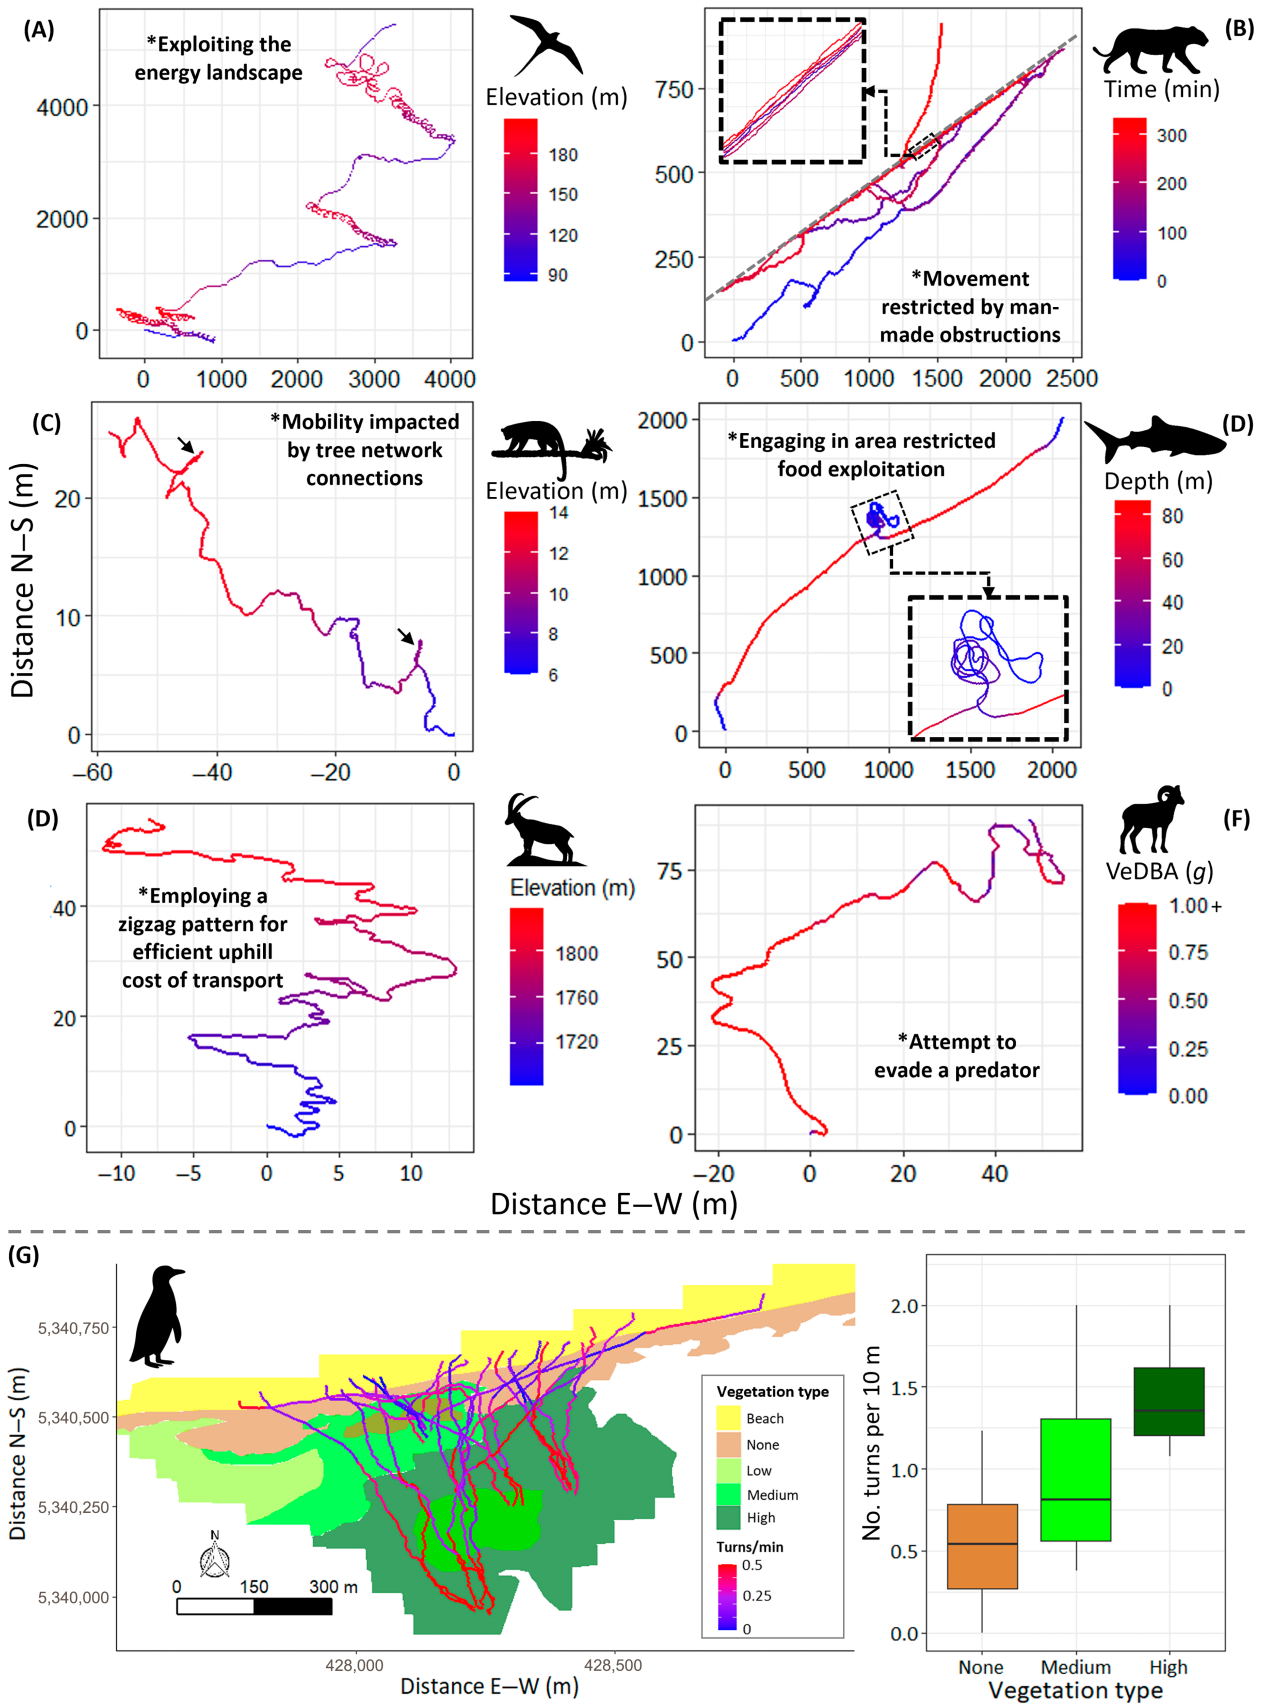 (A)
*Exploiting the
energy landscape
Elevation (m)
180
150
120
90
4000
2000
0
0 1000 2000 3000 4000
(B)
Time (min)
300
200
100
0
*Movement
restricted by man-
made obstructions
750
500
250
0
0 500 1000 1500 2000 2500
(C)
*Mobility impacted
by tree network
connections
Elevation (m)
14
12
10
8
6
20
10
0
−60 −40 −20 0
Distance N–S (m)
(D)
*Engaging in area restricted
food exploitation
Depth (m)
80
60
40
20
0
2000
1500
1000
500
0
0 500 1000 1500 2000
(D)
*Employing a
zigzag pattern for
efficient uphill
cost of transport
Elevation (m)
1800
1760
1720
40
20
0
−10 −5 0 5 10
(F)
VeDBA (g)
1.00+
0.75
0.50
0.25
0.00
*Attempt to
evade a predator
75
50
25
0
−20 0 20 40
Distance E–W (m)
(G)
Distance N–S (m)
5,340,750
5,340,500
5,340,250
5,340,000
N
0 150 300 m
428,000 428,500
Distance E–W (m)
Vegetation type
Beach
None
Low
Medium
High
Turns/min
0.5
0.25
0
No. turns per 10 m
2.0
1.5
1.0
0.5
0.0
None Medium High
Vegetation type